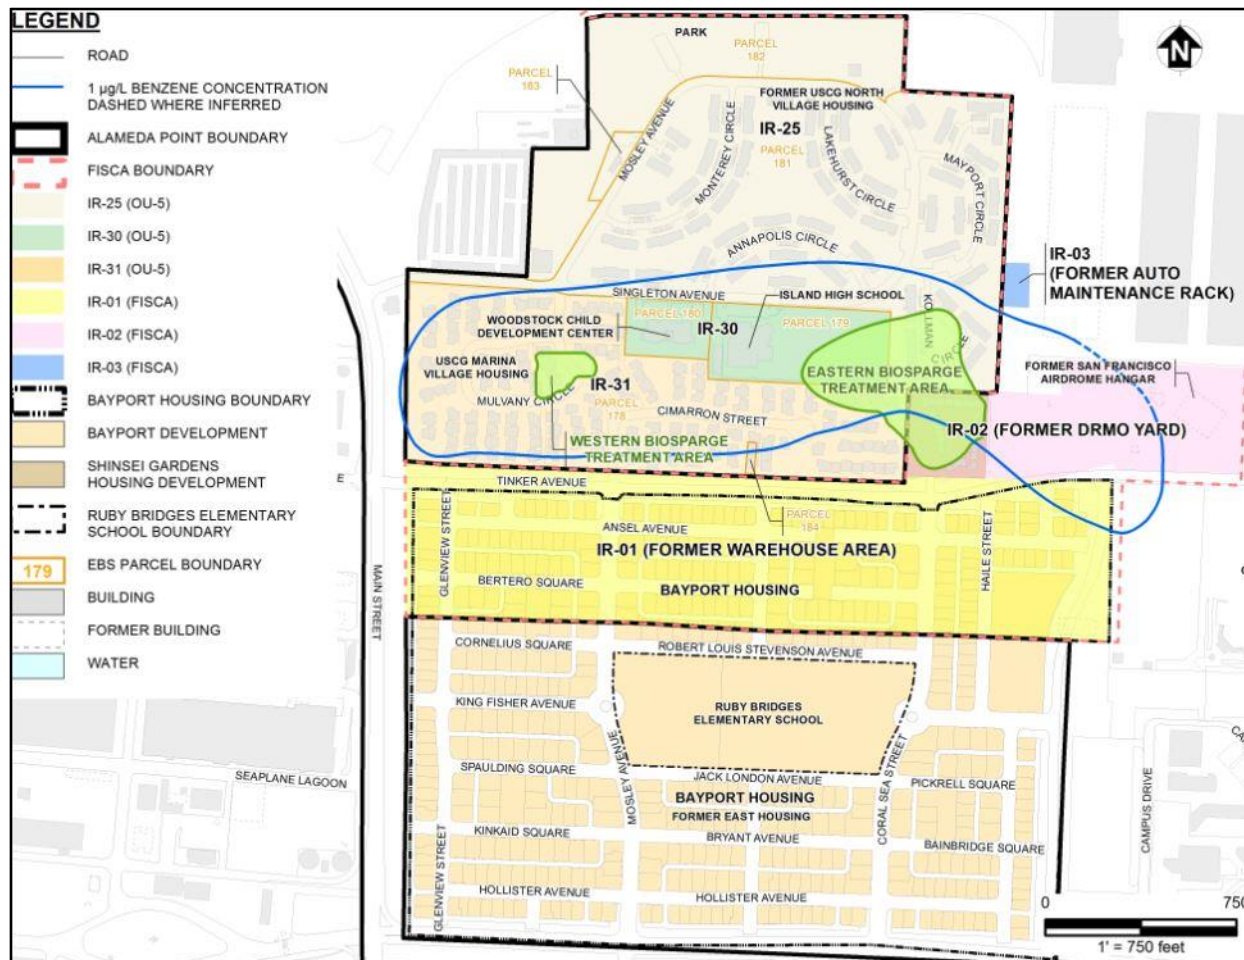 LEGEND
ROAD
1 µg/L BENZENE CONCENTRATION
DASHED WHERE INFERRED
ALAMEDA POINT BOUNDARY
FISCA BOUNDARY
IR-25 (OU-5)
IR-30 (OU-5)
IR-31 (OU-5)
IR-01 (FISCA)
IR-02 (FISCA)
IR-03 (FISCA)
BAYPORT HOUSING BOUNDARY
BAYPORT DEVELOPMENT
SHINSEI GARDENS
HOUSING DEVELOPMENT
RUBY BRIDGES ELEMENTARY
SCHOOL BOUNDARY
179
EBS PARCEL BOUNDARY
BUILDING
FORMER BUILDING
WATER
PARK
PARCEL
182
N
PARCEL
183
FORMER USCG NORTH
VILLAGE HOUSING
IR-25
PARCEL
181
MOSLEY AVENUE
MONTEREY CIRCLE
LAKEHURST CIRCLE
MAYPORT CIRCLE
ANNAPOLIS CIRCLE
IR-03
(FORMER AUTO
MAINTENANCE RACK)
SINGLETON AVENUE
ISLAND HIGH SCHOOL
KOLLMAN
CIRCLE
WOODSTOCK CHILD
DEVELOPMENT CENTER
PARCEL 180
IR-30
PARCEL 179
USCG MARINA
VILLAGE HOUSING
IR-31
MULVANY CIRCLE
PARCEL
178
CIMARRON STREET
EASTERN BIOSPARGE
TREATMENT AREA
FORMER SAN FRANCISCO
AIRDROME HANGAR
IR-02 (FORMER DRMO YARD)
WESTERN BIOSPARGE
TREATMENT AREA
E
TINKER AVENUE
PARCEL
184
GLENVIEW STREET
ANSEL AVENUE
IR-01 (FORMER WAREHOUSE AREA)
HAILE STREET
BERTERO SQUARE
BAYPORT HOUSING
MAIN STREET
CORNELIUS SQUARE
ROBERT LOUIS STEVENSON AVENUE
KING FISHER AVENUE
RUBY BRIDGES
ELEMENTARY SCHOOL
SEAPLANE LAGOON
SPAULDING SQUARE
MOSLEY AVENUE
JACK LONDON AVENUE
CORAL SEA STREET
PICKRELL SQUARE
BAYPORT HOUSING
FORMER EAST HOUSING
KINKAID SQUARE
BRYANT AVENUE
BAINBRIDGE SQUARE
CAMPUS DRIVE
GLENVIEW STREET
HOLLISTER AVENUE
HOLLISTER AVENUE
0
750
1' = 750 feet